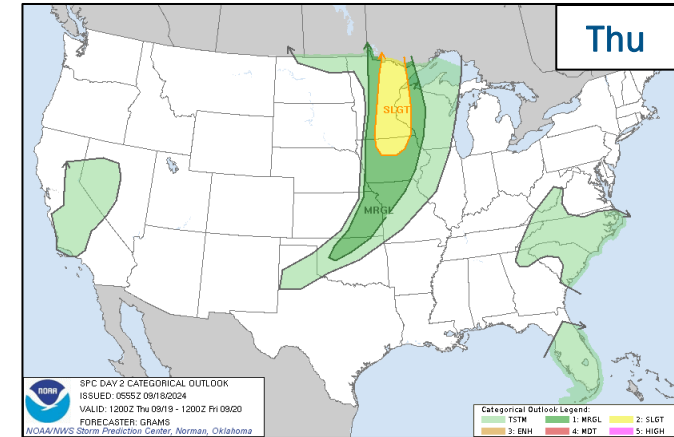 Thu
SLGT
MRGL
NOAA
SPC DAY 2 CATEGORICAL OUTLOOK
ISSUED: 0555Z 09/18/2024
VALID: 1200Z Thu 09/19 - 1200Z Fri 09/20
FORECASTER: GRAMS
NOAA/NWS Storm Prediction Center, Norman, Oklahoma
Categorical Outlook Legend:
TSTM 1: MRGL 2: SLGT
3: ENH 4: MDT 5: HIGH